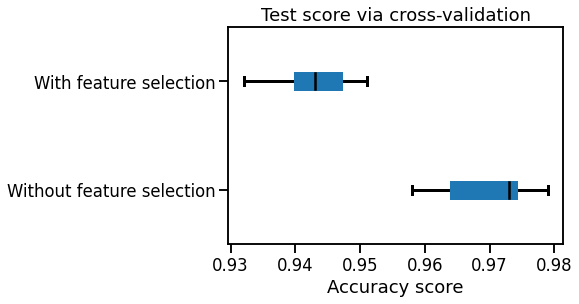 Test score via cross-validation
With feature selection
Without feature selection
0.93 0.94 0.95 0.96 0.97 0.98
Accuracy score